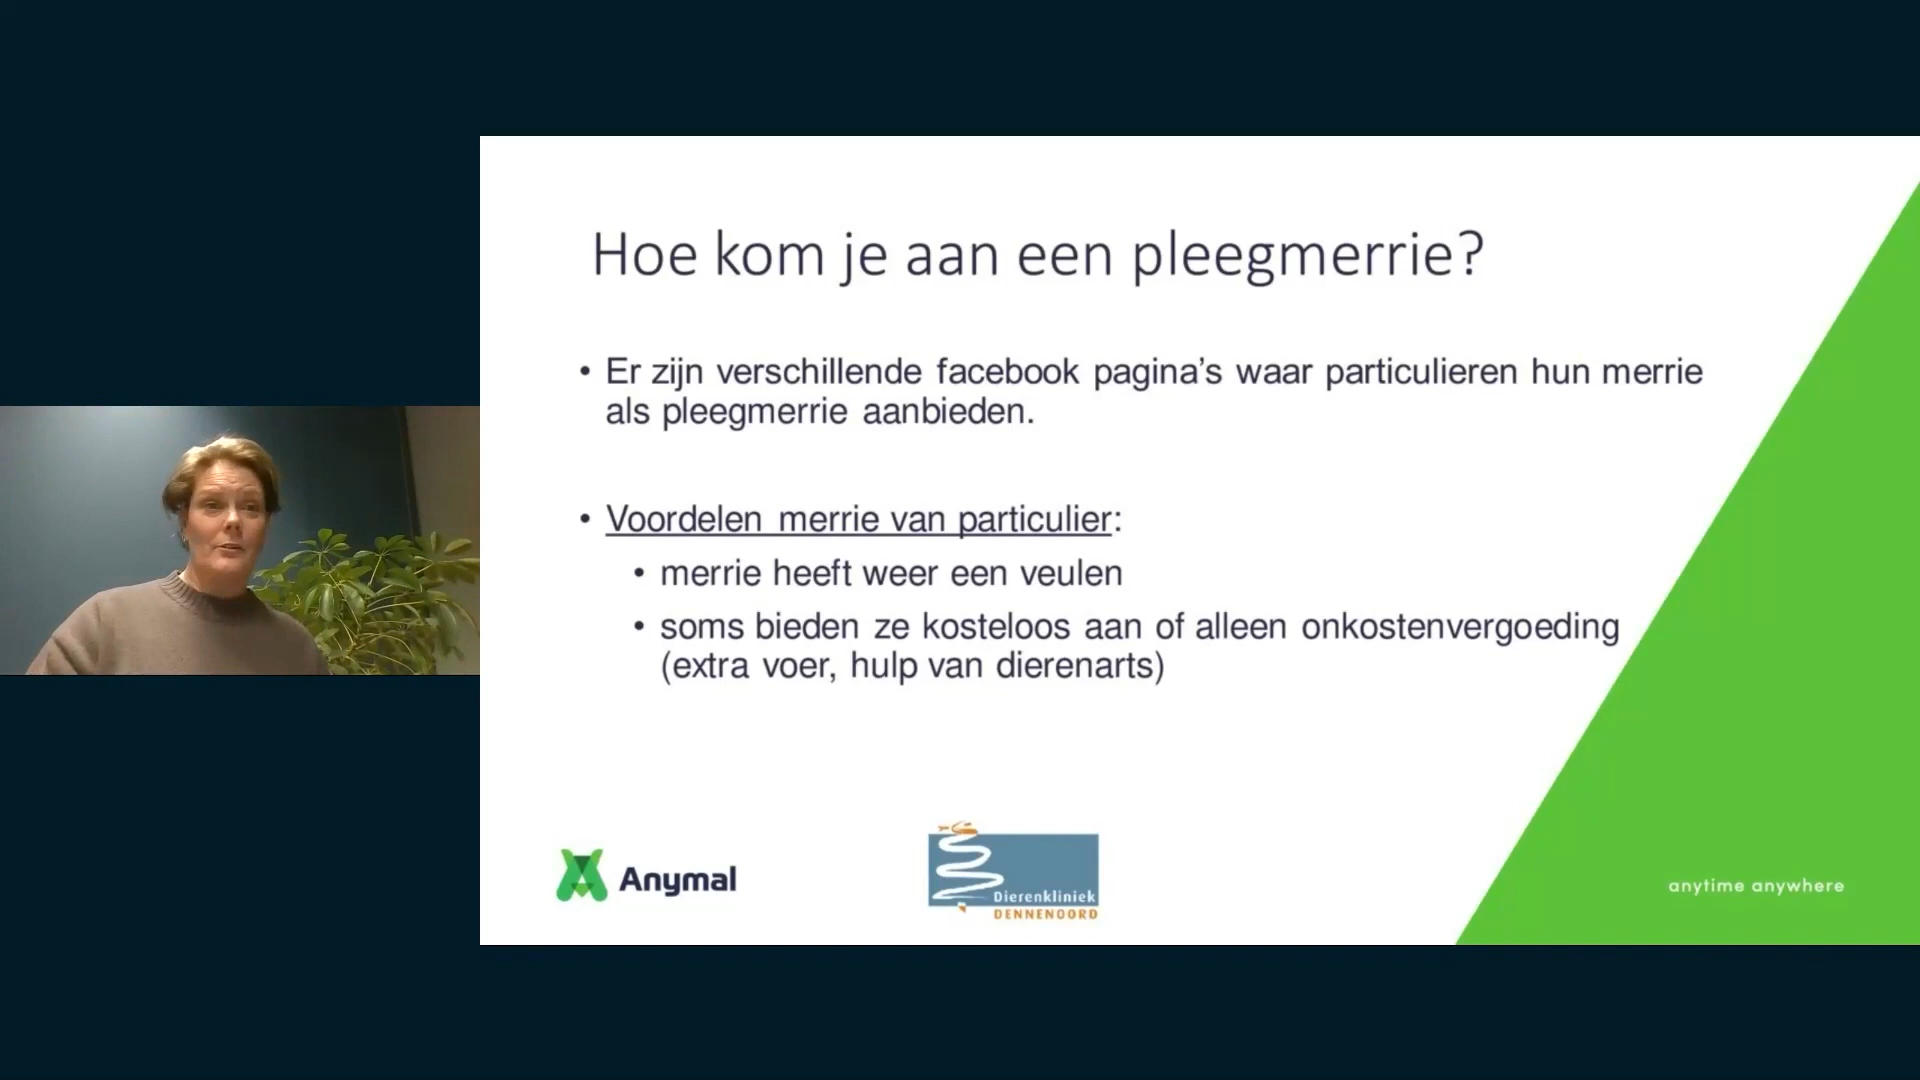 Hoe kom je aan een pleegmerrie?
• Er zijn verschillende facebook pagina's waar particulieren hun merrie
als pleegmerrie aanbieden.
• Voordelen merrie van particulier:
• merrie heeft weer een veulen
• soms bieden ze kosteloos aan of alleen onkostenvergoeding
(extra voer, hulp van dierenarts)
Anymal
Dierenkliniek
DENNENOORD
anytime anywhere